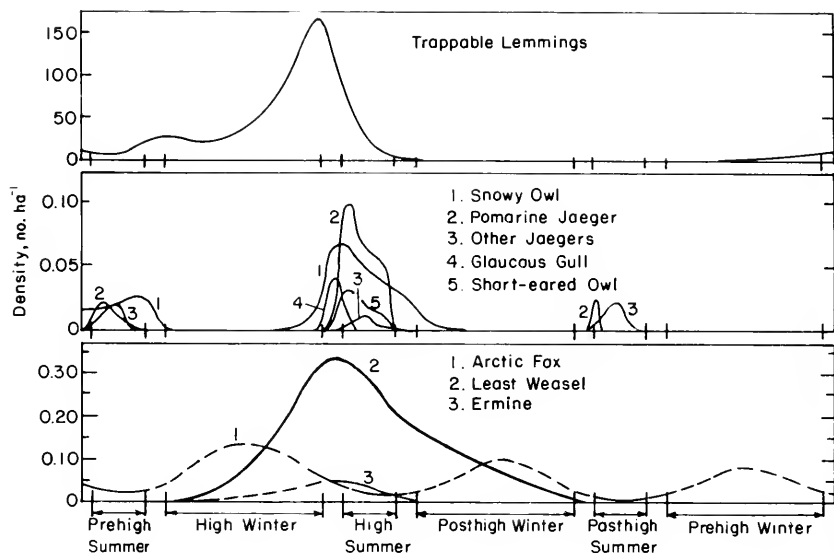 150
100
50
0
Trappable Lemmings
Density, no. ha⁻¹
0.10
0.05
0
1. Snowy Owl
2. Pomarine Jaeger
3. Other Jaegers
4. Glaucous Gull
5. Short-eared Owl
2
3
1
2
1
4
3
5
2
3
0.30
0.20
0.10
0
1. Arctic Fox
2. Least Weasel
3. Ermine
1
2
3
Prehigh Summer
High Winter
High Summer
Posthigh Winter
Posthigh Summer
Prehigh Winter